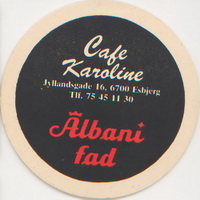 Cafe
Karoline
Jyllandsgade 16, 6700 Esbjerg
Tlf. 75 45 11 30
Albani
fad